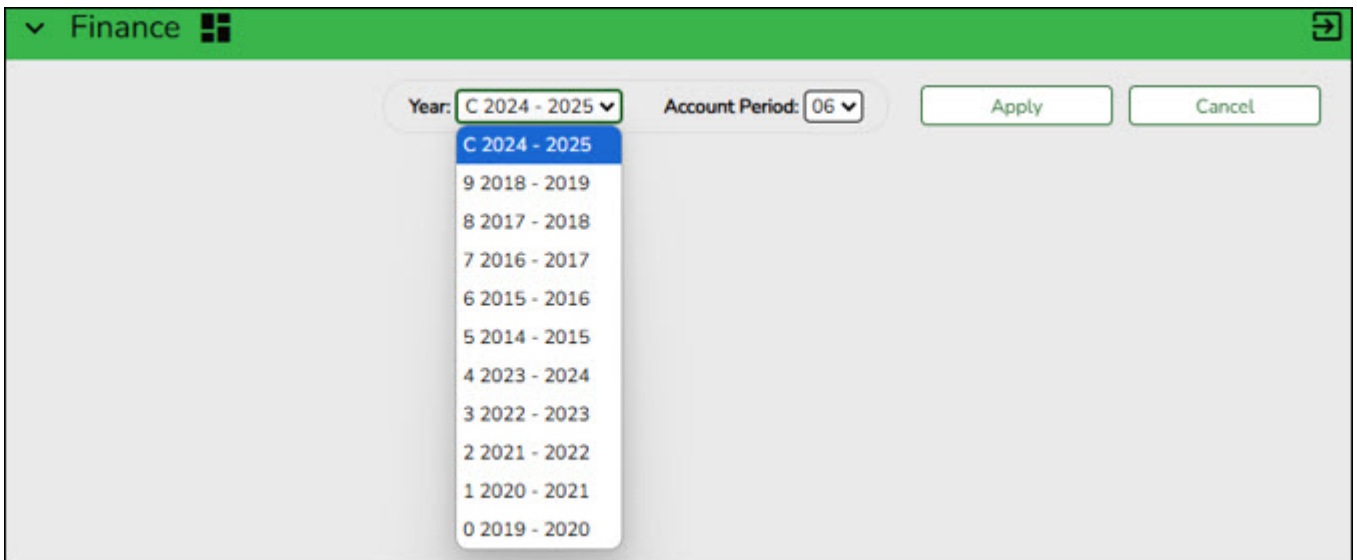 Finance
Year: C 2024 - 2025 Account Period: 06 Apply Cancel
C 2024 - 2025
9 2018 - 2019
8 2017 - 2018
7 2016 - 2017
6 2015 - 2016
5 2014 - 2015
4 2023 - 2024
3 2022 - 2023
2 2021 - 2022
1 2020 - 2021
0 2019 - 2020